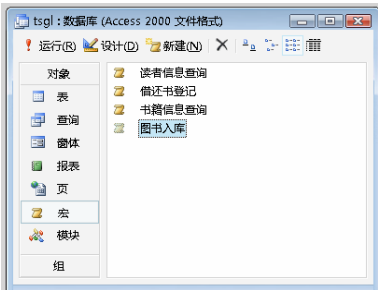 tsgl : 数据库 (Access 2000 文件格式)
运行(R) 设计(D) 新建(N)
对象
表
查询
窗体
报表
页
宏
模块
组
读者信息查询
借还书登记
书籍信息查询
图书入库